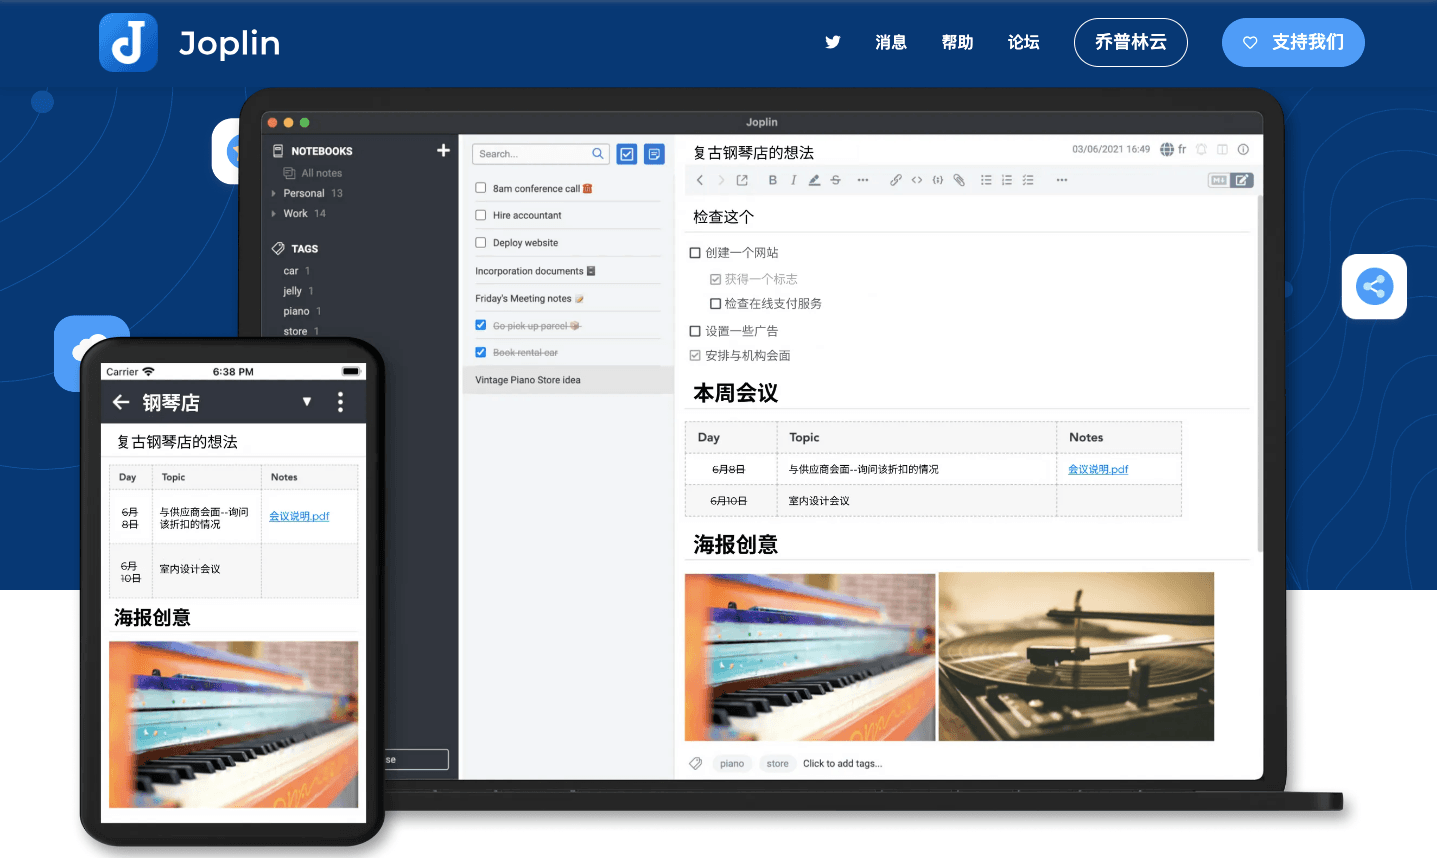 Joplin
消息
帮助
论坛
乔普林云
支持我们
Joplin
NOTEBOOKS
All notes
Personal 13
Work 14
TAGS
car 1
jelly 1
piano 1
store 1
Search...
8am conference call
Hire accountant
Deploy website
Incorporation documents
Friday's Meeting notes
Go pick up parcel
Book rental car
Vintage Piano Store idea
复古钢琴店的想法
03/06/2021 16:49
fr
B I S
检查这个
创建一个网站
获得一个标志
检查在线支付服务
设置一些广告
安排与机构会面
本周会议
Day Topic Notes
6月8日 与供应商会面--询问该折扣的情况 会议说明.pdf
6月10日 室内设计会议
海报创意
piano store Click to add tags...
Carrier 6:38 PM
钢琴店
复古钢琴店的想法
Day Topic Notes
6月
8日
与供应商会面--询问
该折扣的情况
会议说明.pdf
6月
10日
室内设计会议
海报创意